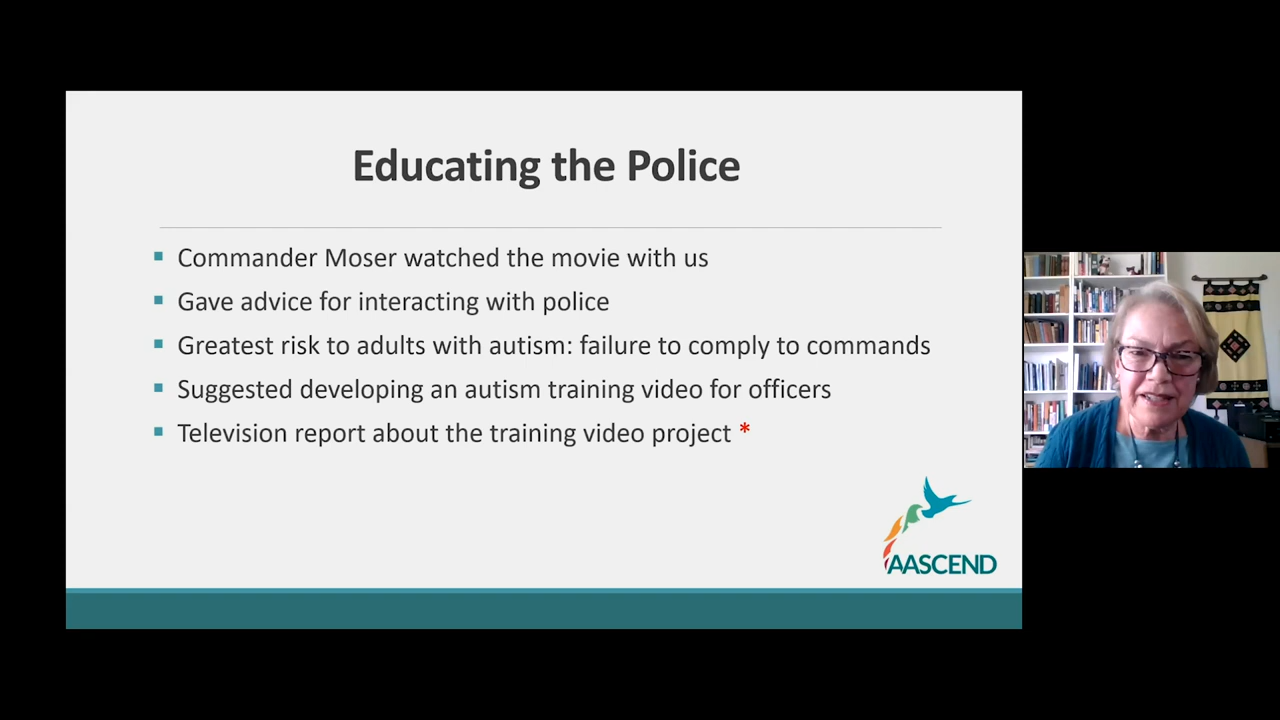 Educating the Police
Commander Moser watched the movie with us
Gave advice for interacting with police
Greatest risk to adults with autism: failure to comply to commands
Suggested developing an autism training video for officers
Television report about the training video project *
AASCEND